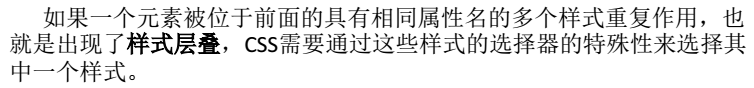 如果一个元素被位于前面的具有相同属性名的多个样式重复作用，也
就是出现了样式层叠，CSS需要通过这些样式的选择器的特殊性来选择其
中一个样式。